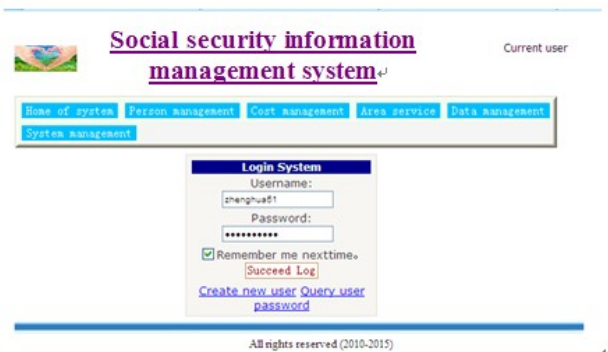 Social security information
management system
Current user
Home of system Person management Cost management Area service Data management
System management
Login System
Username:
zhenghua51
Password:
••••••••••
Remember me nexttime。
Succeed Log
Create new user Query user
password
All rights reserved (2010-2015)